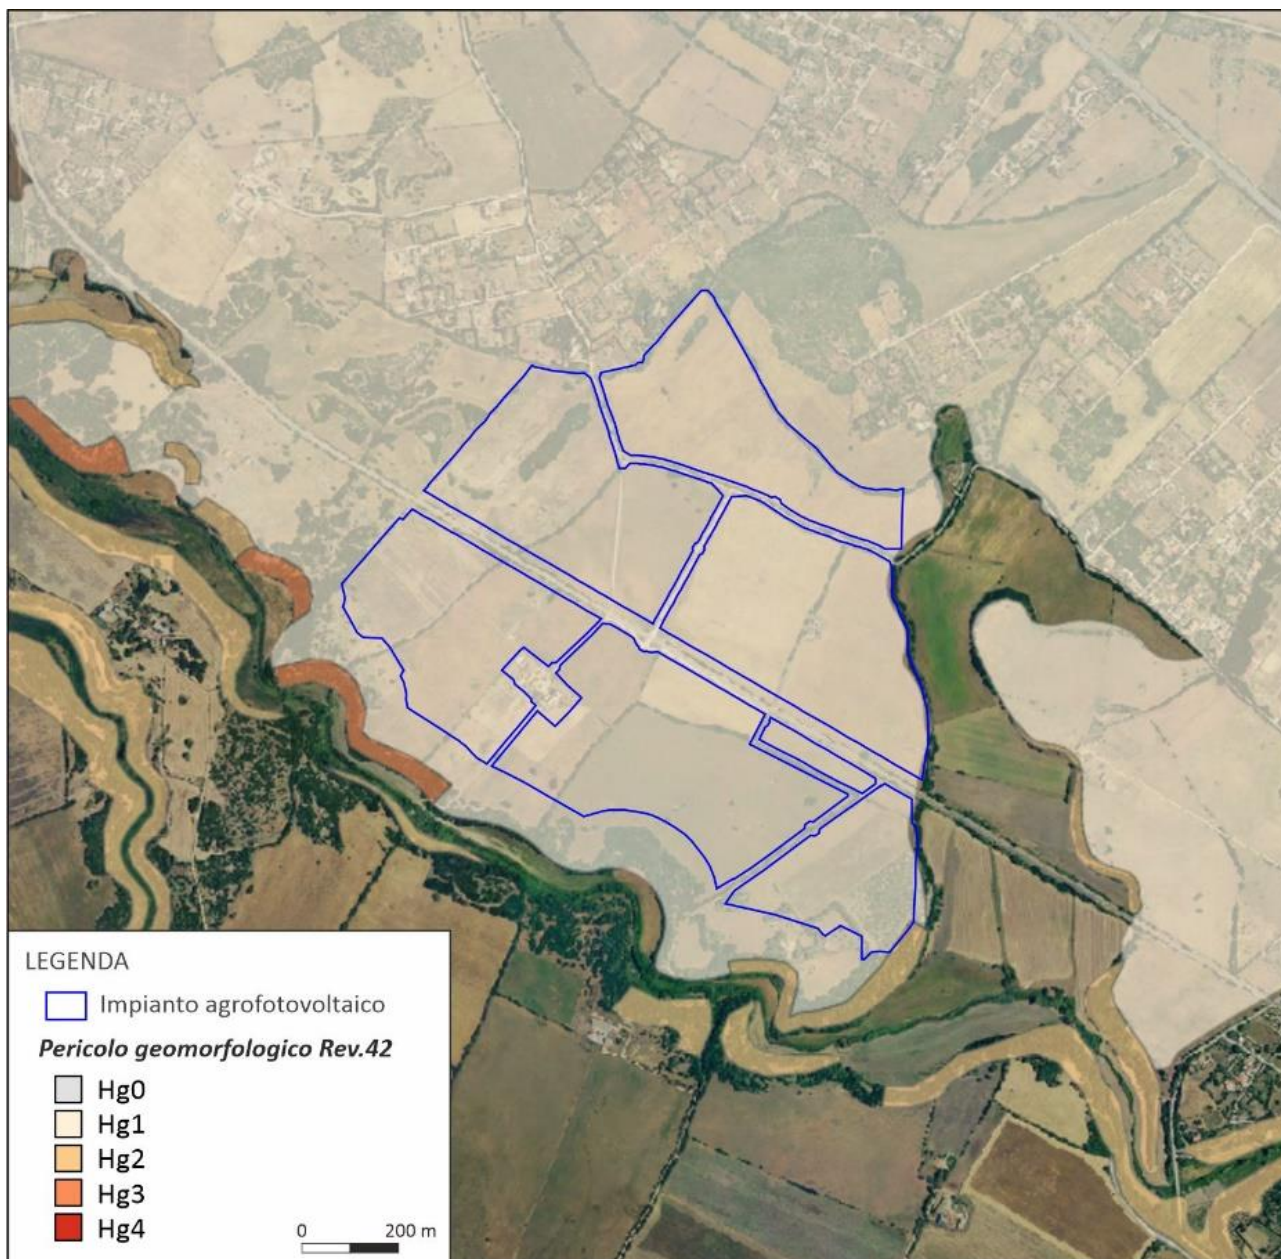 LEGENDA
Impianto agrofotovoltaico
Pericolo geomorfologico Rev.42
Hg0
Hg1
Hg2
Hg3
Hg4
0 200 m